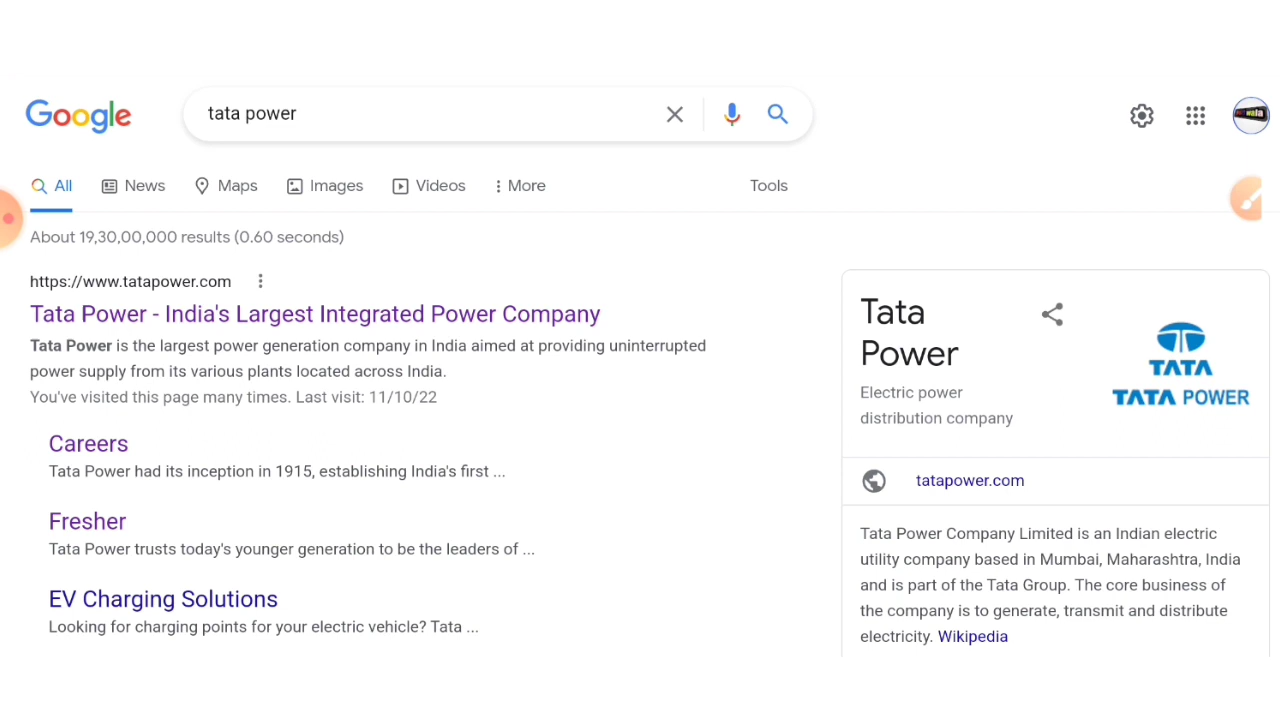 Google
tata power
All
News
Maps
Images
Videos
More
Tools
About 19,30,00,000 results (0.60 seconds)
https://www.tatapower.com
Tata Power - India's Largest Integrated Power Company
Tata Power is the largest power generation company in India aimed at providing uninterrupted
power supply from its various plants located across India.
You've visited this page many times. Last visit: 11/10/22
Careers
Tata Power had its inception in 1915, establishing India's first ...
Fresher
Tata Power trusts today's younger generation to be the leaders of ...
EV Charging Solutions
Looking for charging points for your electric vehicle? Tata ...
Tata
Power
Electric power
distribution company
TATA
TATA POWER
tatapower.com
Tata Power Company Limited is an Indian electric
utility company based in Mumbai, Maharashtra, India
and is part of the Tata Group. The core business of
the company is to generate, transmit and distribute
electricity. Wikipedia